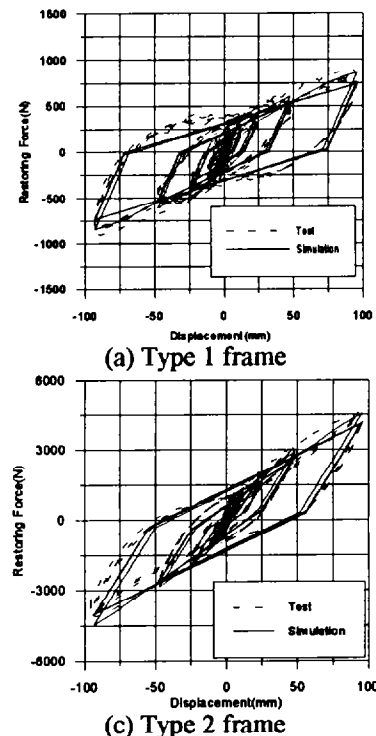 1500
1000
500
0
-500
-1000
-1500
Restoring Force(N)
-100 -50 0 50 100
Displacement(mm)
Test
Simulation
(a) Type 1 frame
6000
3000
0
-3000
-6000
Restoring Force(N)
-100 -50 0 50 100
Displacement(mm)
Test
Simulation
(c) Type 2 frame